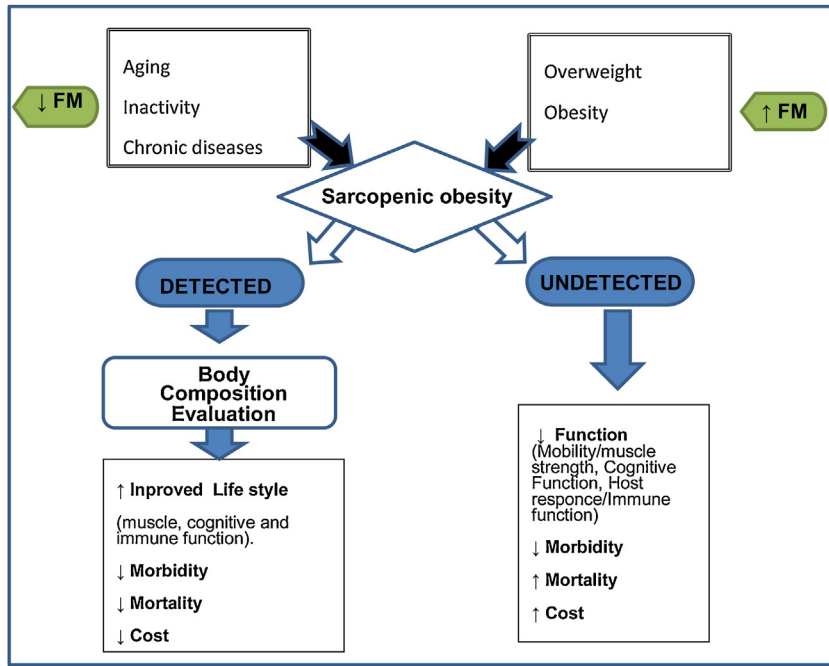 ↓ FM
Aging
Inactivity
Chronic diseases
Overweight
Obesity
↑ FM
Sarcopenic obesity
DETECTED
UNDETECTED
Body
Composition
Evaluation
↑ Inproved Life style
(muscle, cognitive and
immune function).
↓ Morbidity
↓ Mortality
↓ Cost
↓ Function
(Mobility/muscle
strength, Cognitive
Function, Host
responce/Immune
function)
↓ Morbidity
↑ Mortality
↑ Cost